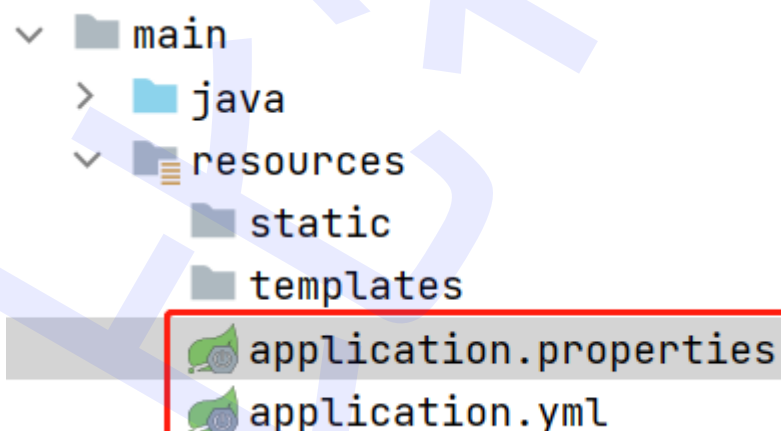 main
java
resources
static
templates
application.properties
application.yml